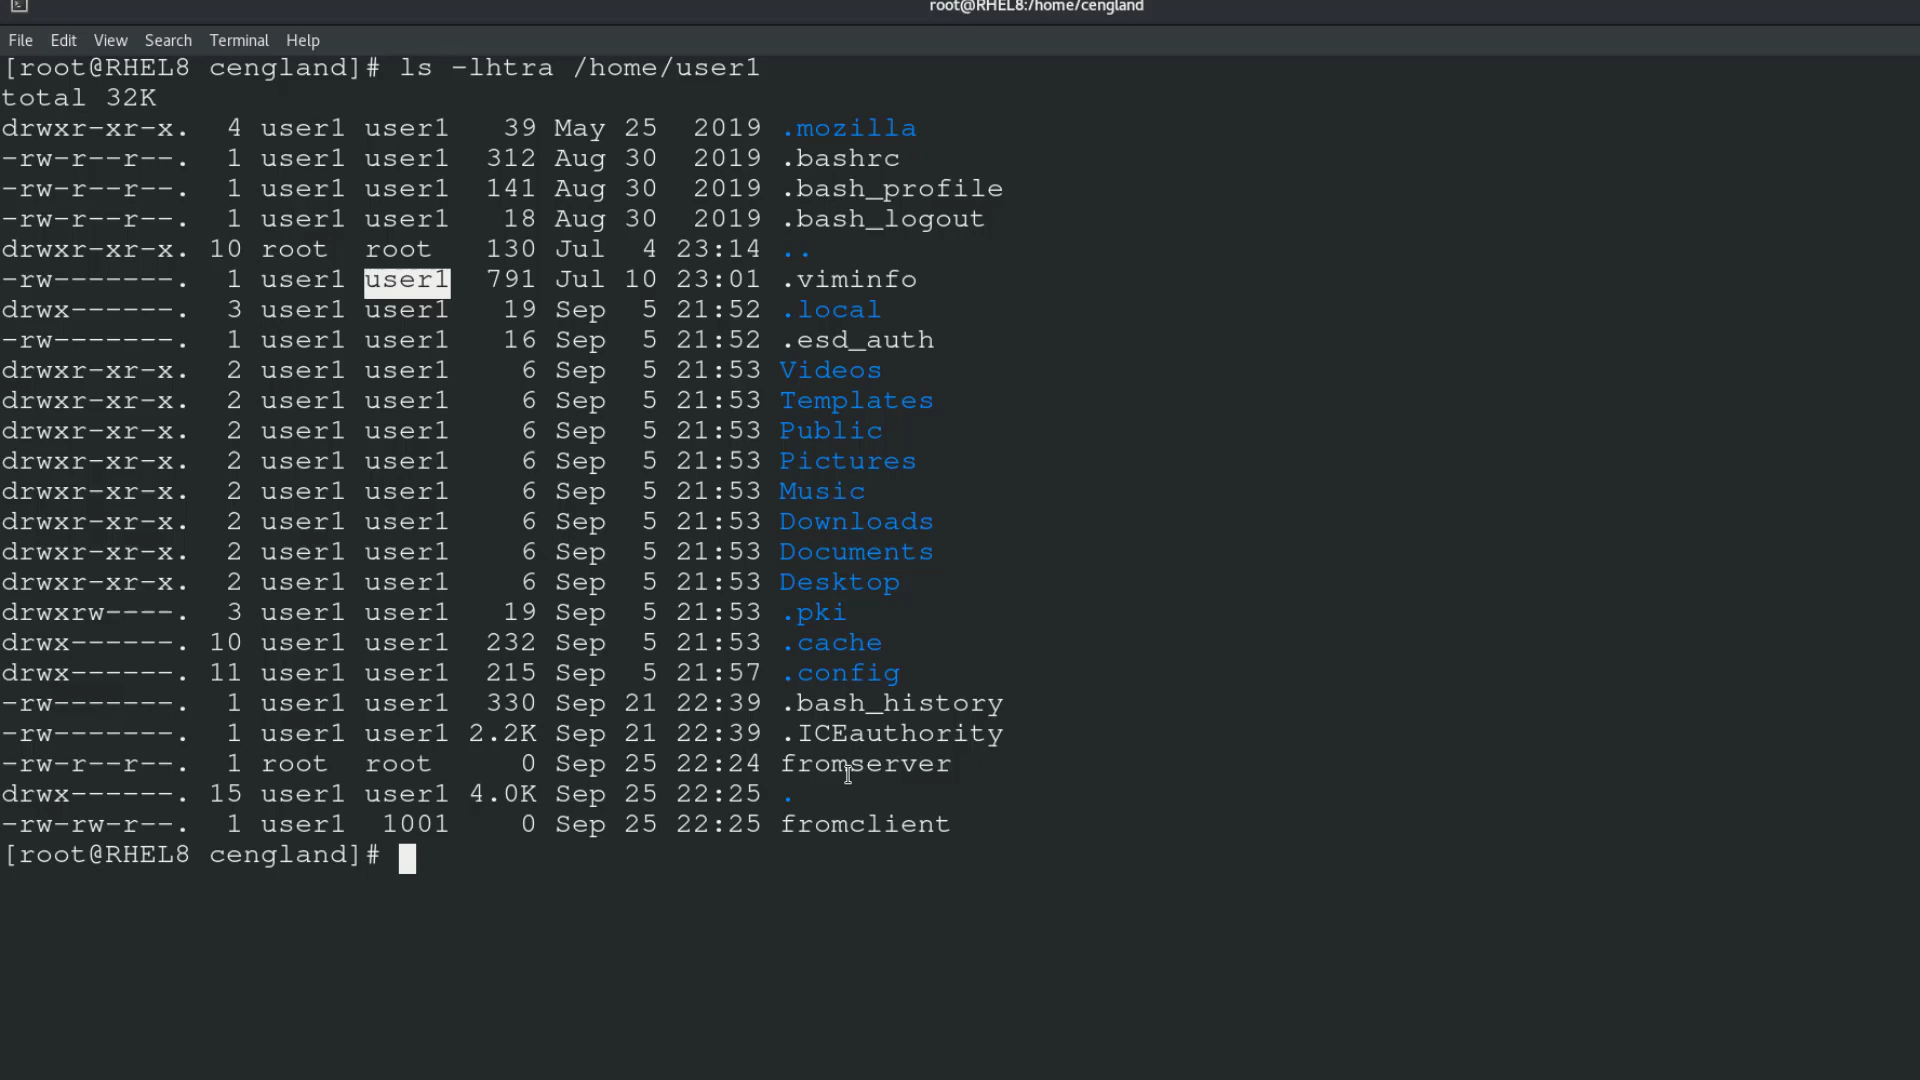 root@RHEL8:/home/cengland
File Edit View Search Terminal Help
[root@RHEL8 cengland]# ls -lhtra /home/user1
total 32K
drwxr-xr-x. 4 user1 user1 39 May 25 2019 .mozilla
-rw-r--r--. 1 user1 user1 312 Aug 30 2019 .bashrc
-rw-r--r--. 1 user1 user1 141 Aug 30 2019 .bash_profile
-rw-r--r--. 1 user1 user1 18 Aug 30 2019 .bash_logout
drwxr-xr-x. 10 root root 130 Jul 4 23:14 ..
-rw-------. 1 user1 user1 791 Jul 10 23:01 .viminfo
drwx------. 3 user1 user1 19 Sep 5 21:52 .local
-rw-------. 1 user1 user1 16 Sep 5 21:52 .esd_auth
drwxr-xr-x. 2 user1 user1 6 Sep 5 21:53 Videos
drwxr-xr-x. 2 user1 user1 6 Sep 5 21:53 Templates
drwxr-xr-x. 2 user1 user1 6 Sep 5 21:53 Public
drwxr-xr-x. 2 user1 user1 6 Sep 5 21:53 Pictures
drwxr-xr-x. 2 user1 user1 6 Sep 5 21:53 Music
drwxr-xr-x. 2 user1 user1 6 Sep 5 21:53 Downloads
drwxr-xr-x. 2 user1 user1 6 Sep 5 21:53 Documents
drwxr-xr-x. 2 user1 user1 6 Sep 5 21:53 Desktop
drwxrw----. 3 user1 user1 19 Sep 5 21:53 .pki
drwx------. 10 user1 user1 232 Sep 5 21:53 .cache
drwx------. 11 user1 user1 215 Sep 5 21:57 .config
-rw-------. 1 user1 user1 330 Sep 21 22:39 .bash_history
-rw-------. 1 user1 user1 2.2K Sep 21 22:39 .ICEauthority
-rw-r--r--. 1 root root 0 Sep 25 22:24 fromserver
drwx------. 15 user1 user1 4.0K Sep 25 22:25 .
-rw-rw-r--. 1 user1 1001 0 Sep 25 22:25 fromclient
[root@RHEL8 cengland]#